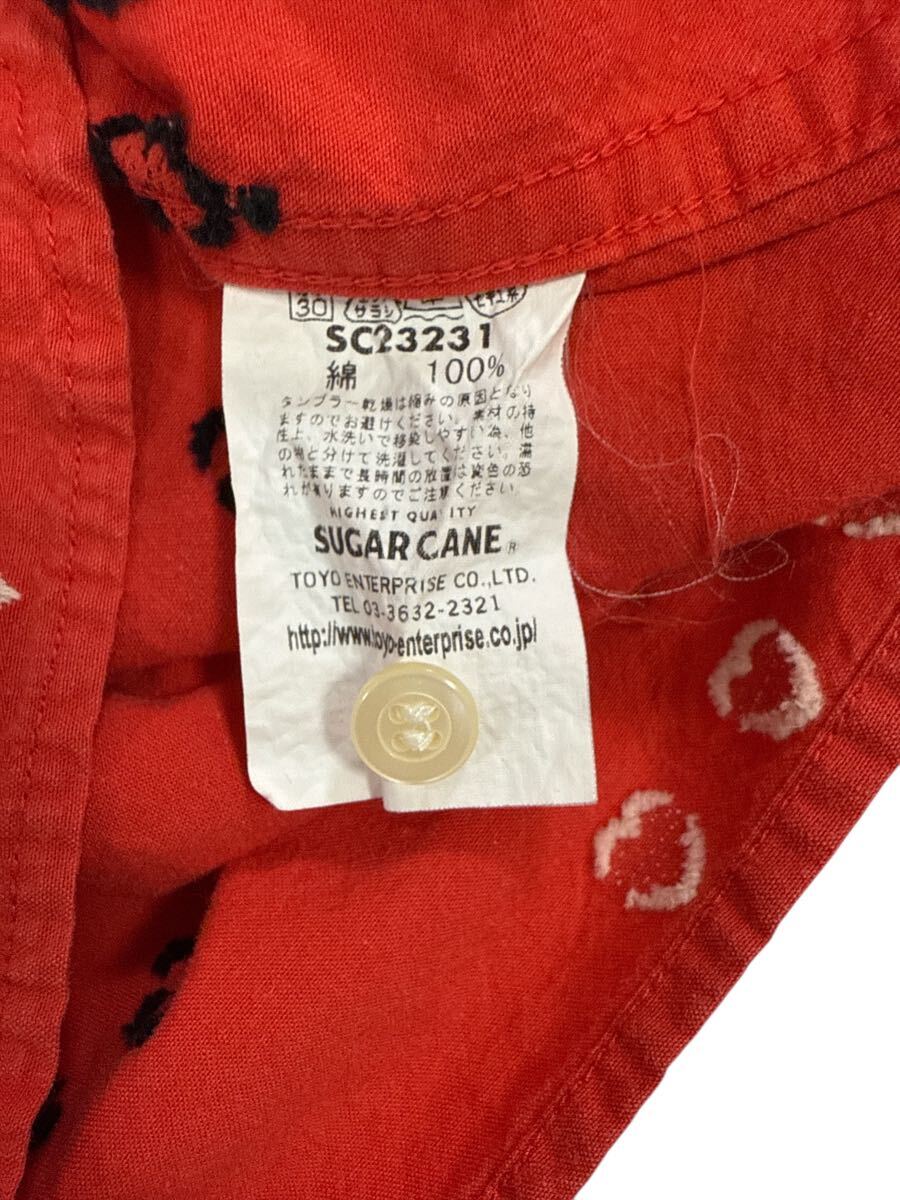 30 サラシ
SC23231
綿 100%
タンブラー乾燥は縮みの原因となり
ますのでお避けください。素材の特
性上、水洗いで移染しやすい為、他
の物と分けて洗濯してください。濡
れたままで長時間の放置は変色の恐
れが有りますのでご注意ください。
HIGHEST QUALITY
SUGAR CANE ®
TOYO ENTERPRISE CO.,LTD.
TEL 03-3632-2321
http://www.toyo-enterprise.co.jp/